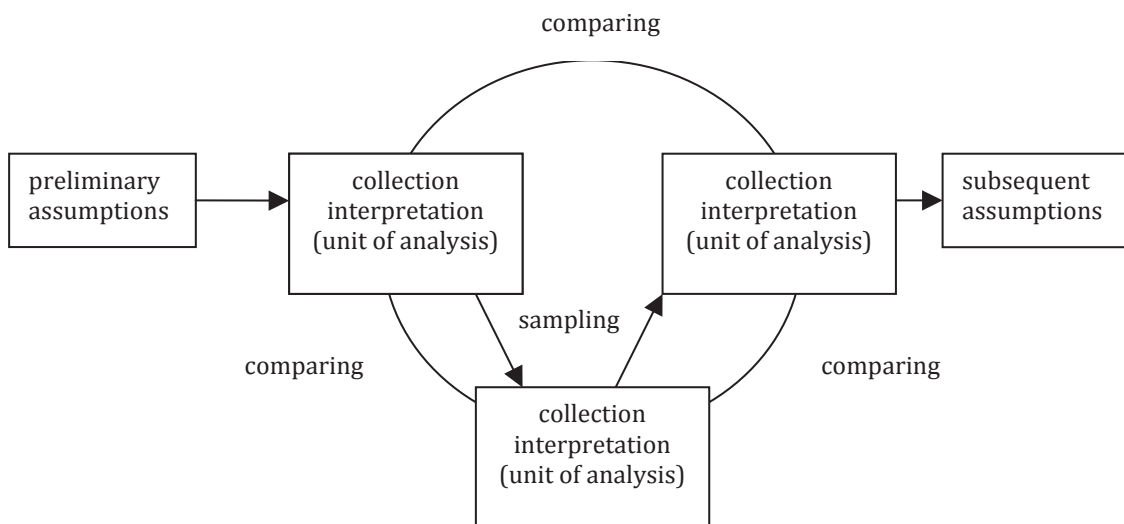 comparing
preliminary
assumptions
collection
interpretation
(unit of analysis)
collection
interpretation
(unit of analysis)
subsequent
assumptions
sampling
comparing
comparing
collection
interpretation
(unit of analysis)